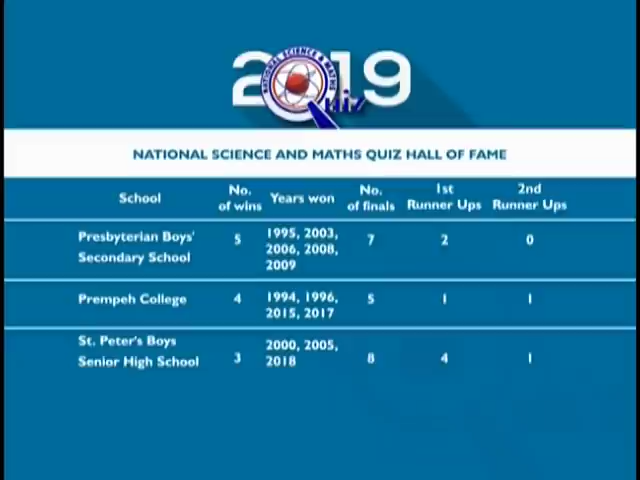 2019
NATIONAL SCIENCE & MATHS
Quiz
NATIONAL SCIENCE AND MATHS QUIZ HALL OF FAME
School
No. of wins
Years won
No. of finals
1st Runner Ups
2nd Runner Ups
Presbyterian Boys'
Secondary School
5
1995, 2003,
2006, 2008,
2009
7
2
0
Prempeh College
4
1994, 1996,
2015, 2017
5
1
1
St. Peter's Boys
Senior High School
3
2000, 2005,
2018
8
4
1